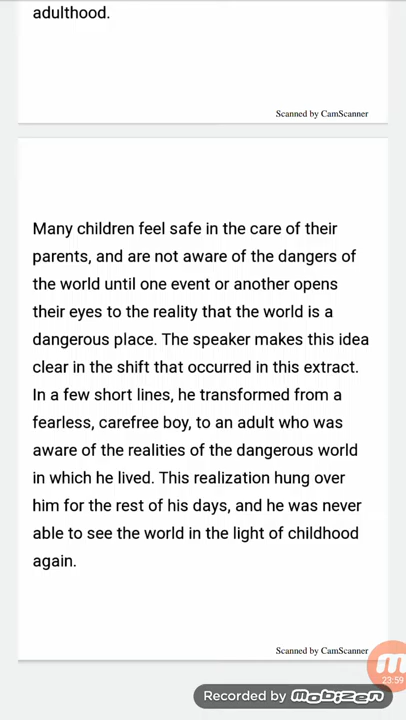 adulthood.
Scanned by CamScanner
Many children feel safe in the care of their
parents, and are not aware of the dangers of
the world until one event or another opens
their eyes to the reality that the world is a
dangerous place. The speaker makes this idea
clear in the shift that occurred in this extract.
In a few short lines, he transformed from a
fearless, carefree boy, to an adult who was
aware of the realities of the dangerous world
in which he lived. This realization hung over
him for the rest of his days, and he was never
able to see the world in the light of childhood
again.
Scanned by CamScanner
23:59
Recorded by mobizen